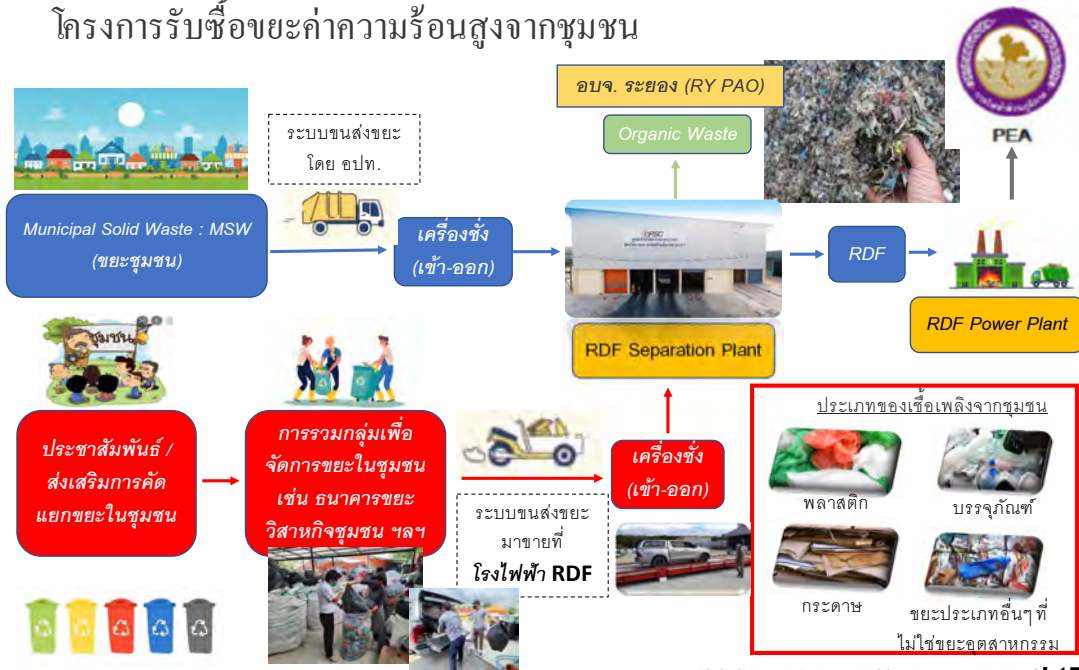 โครงการรับซื้อขยะค่าความร้อนสูงจากชุมชน
อบจ. ระยอง (RY PAO)
Organic Waste
PEA
ระบบขนส่งขยะ
โดย อปท.
Municipal Solid Waste : MSW
(ขยะชุมชน)
เครื่องชั่ง
(เข้า-ออก)
RDF
RDF Power Plant
RDF Separation Plant
ชุมชน
ประชาสัมพันธ์ /
ส่งเสริมการคัด
แยกขยะในชุมชน
การรวมกลุ่มเพื่อ
จัดการขยะในชุมชน
เช่น ธนาคารขยะ
วิสาหกิจชุมชน ฯลฯ
ระบบขนส่งขยะ
มาขายที่
โรงไฟฟ้า RDF
เครื่องชั่ง
(เข้า-ออก)
ประเภทของเชื้อเพลิงจากชุมชน
พลาสติก
บรรจุภัณฑ์
กระดาษ
ขยะประเภทอื่นๆ ที่
ไม่ใช่ขยะอุตสาหกรรม